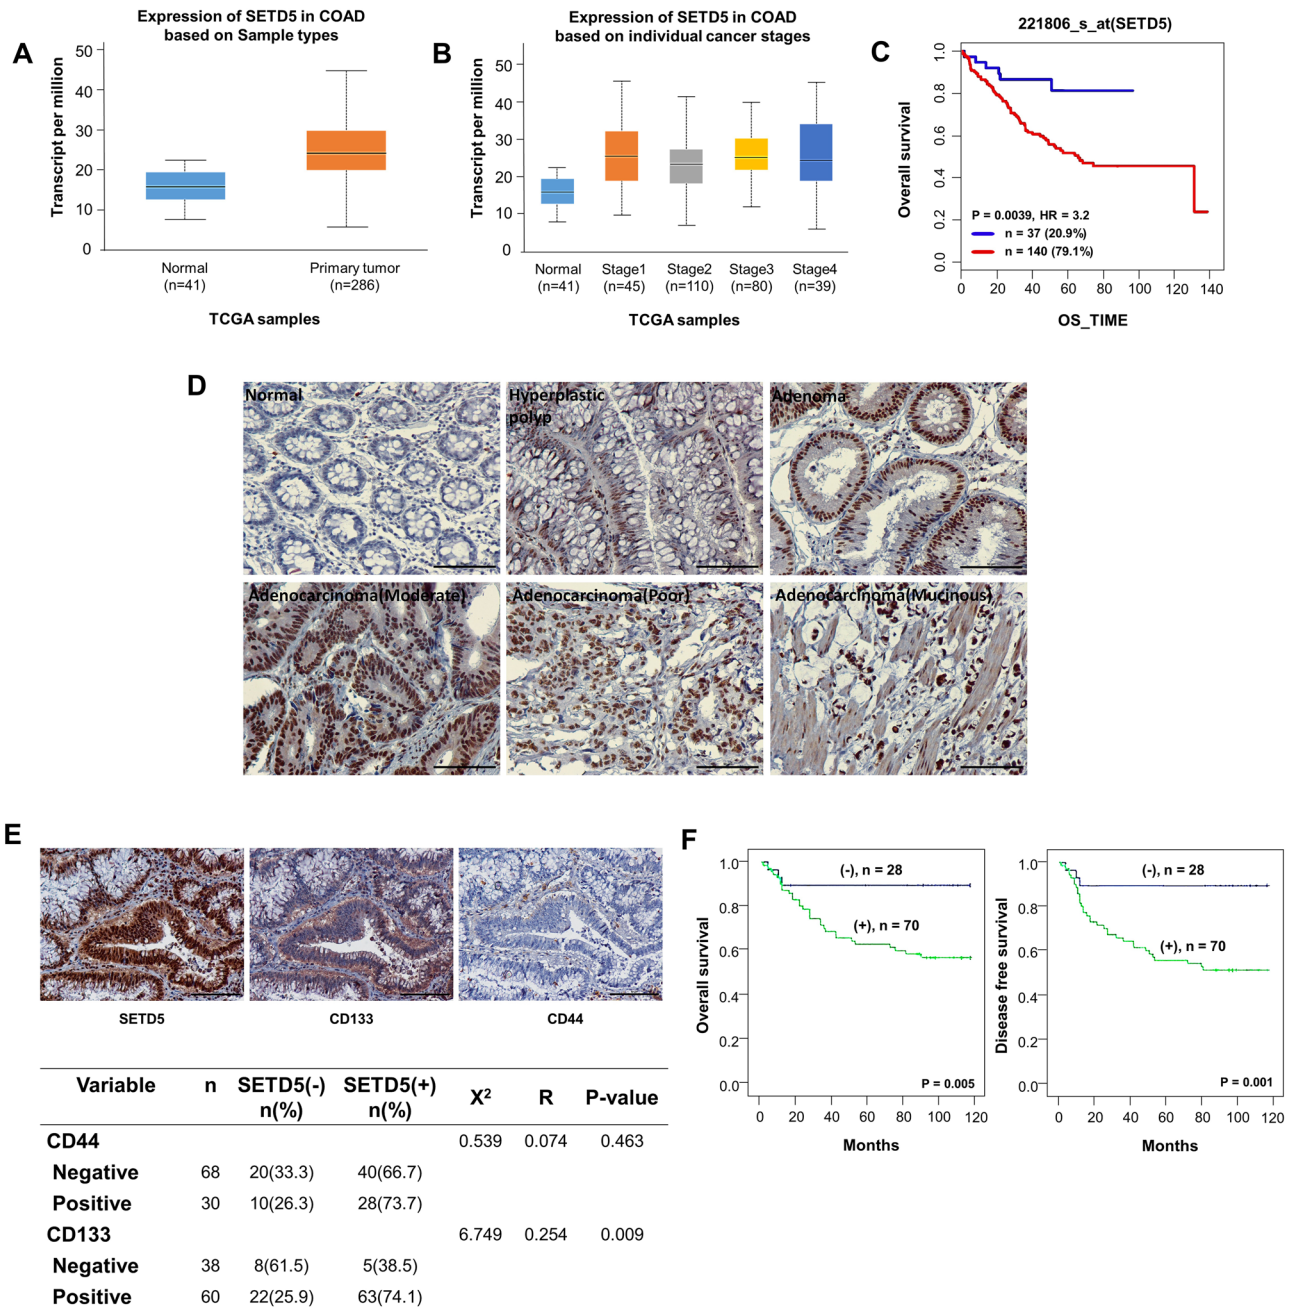 A
Expression of SETD5 in COAD
based on Sample types
Transcript per million
50
40
30
20
10
0
Normal
(n=41)
Primary tumor
(n=286)
TCGA samples
B
Expression of SETD5 in COAD
based on individual cancer stages
Transcript per million
50
40
30
20
10
0
Normal
(n=41)
Stage1
(n=45)
Stage2
(n=110)
Stage3
(n=80)
Stage4
(n=39)
TCGA samples
C
221806_s_at(SETD5)
Overall survival
1.0
0.8
0.6
0.4
0.2
0.0
P = 0.0039, HR = 3.2
n = 37 (20.9%)
n = 140 (79.1%)
0 20 40 60 80 100 120 140
OS_TIME
D
Normal
Hyperplastic
polyp
Adenoma
Adenocarcinoma(Moderate)
Adenocarcinoma(Poor)
Adenocarcinoma(Mucinous)
E
SETD5
CD133
CD44
Variable n SETD5(-) n(%) SETD5(+) n(%) X² R P-value
CD44 0.539 0.074 0.463
Negative 68 20(33.3) 40(66.7)
Positive 30 10(26.3) 28(73.7)
CD133 6.749 0.254 0.009
Negative 38 8(61.5) 5(38.5)
Positive 60 22(25.9) 63(74.1)
F
Overall survival
1.0
0.8
0.6
0.4
0.2
0.0
(-), n = 28
(+), n = 70
P = 0.005
0 20 40 60 80 100 120
Months
Disease free survival
1.0
0.8
0.6
0.4
0.2
0.0
(-), n = 28
(+), n = 70
P = 0.001
0 20 40 60 80 100 120
Months